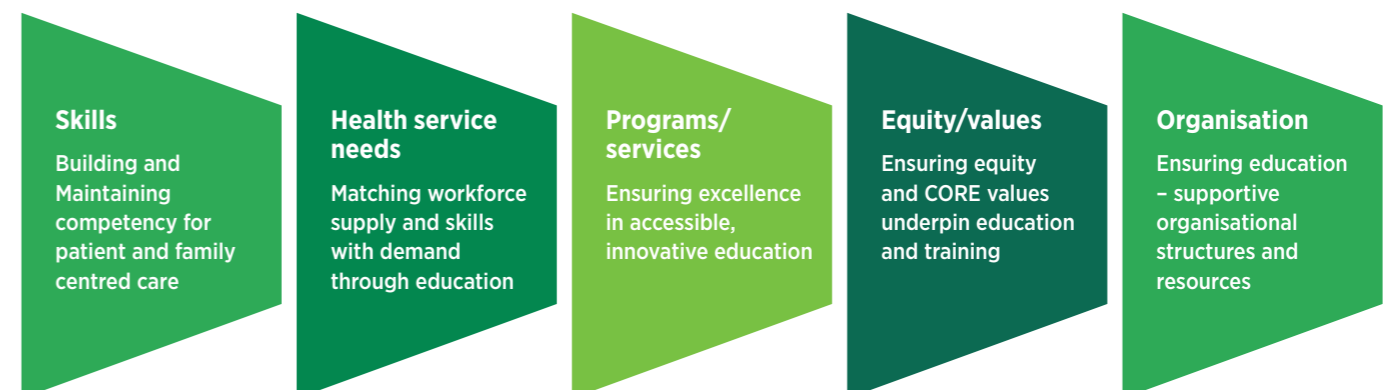 Skills
Building and
Maintaining
competency for
patient and family
centred care
Health service
needs
Matching workforce
supply and skills
with demand
through education
Programs/
services
Ensuring excellence
in accessible,
innovative education
Equity/values
Ensuring equity
and CORE values
underpin education
and training
Organisation
Ensuring education
– supportive
organisational
structures and
resources